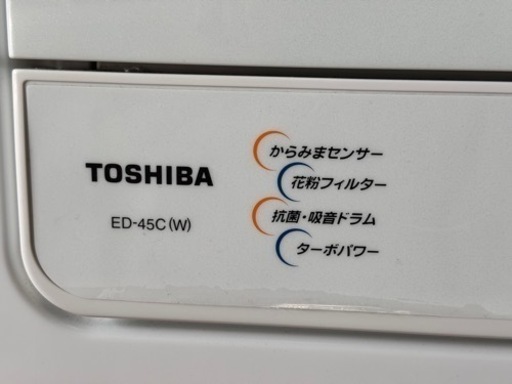 TOSHIBA
ED-45C(W)
からみまセンサー
花粉フィルター
抗菌・吸音ドラム
ターボパワー